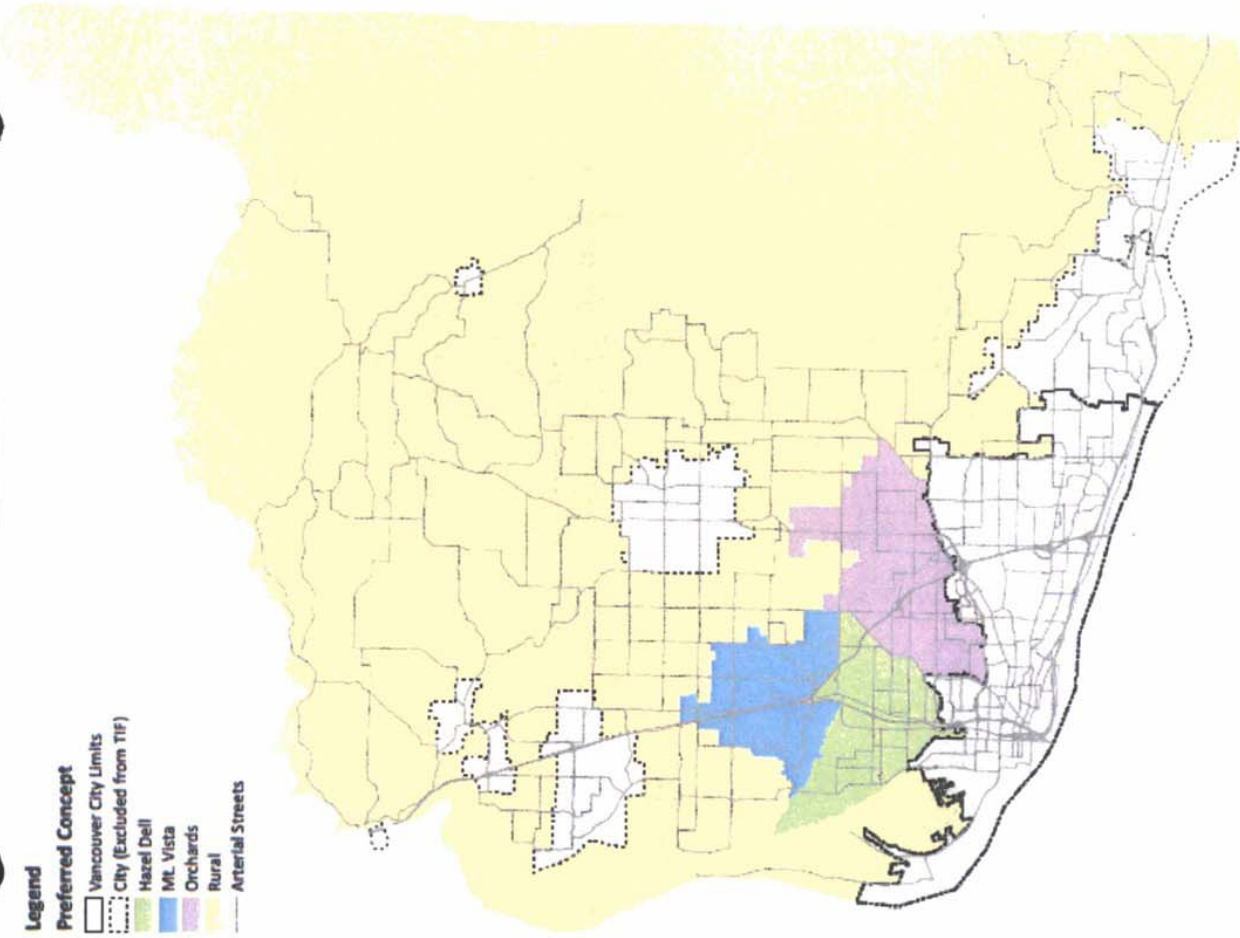 Legend
Preferred Concept
Vancouver City Limits
City (Excluded from TIF)
Hazel Dell
Mt. Vista
Orchards
Rural
Arterial Streets